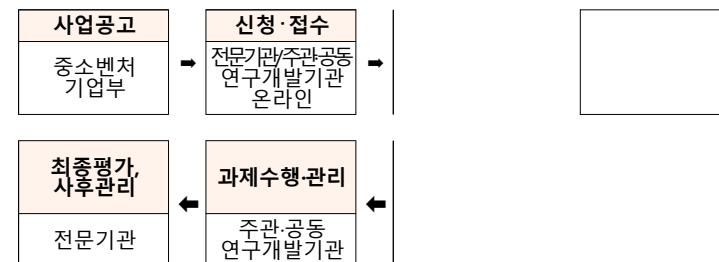 사업공고
중소벤처
기업부
➡
신청·접수
전문기관/주관·공동
연구개발기관
온라인
➡
최종평가,
사후관리
전문기관
⬅
과제수행·관리
주관·공동
연구개발기관
⬅